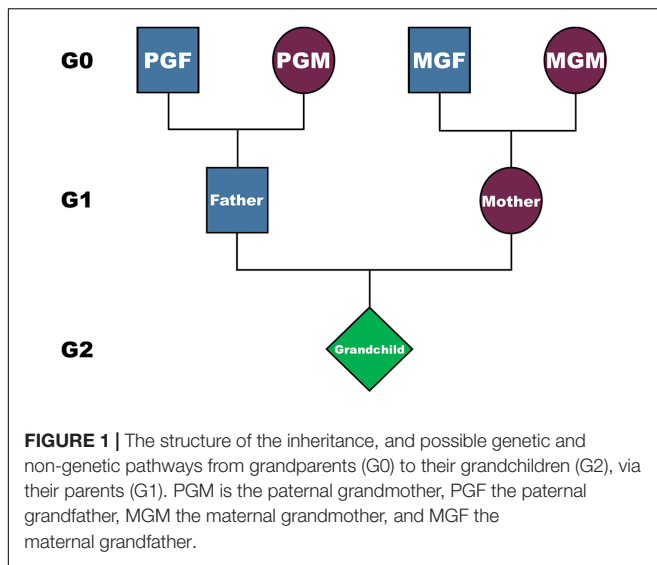 G0 PGF PGM MGF MGM
G1 Father Mother
G2 Grandchild
FIGURE 1 | The structure of the inheritance, and possible genetic and
non-genetic pathways from grandparents (G0) to their grandchildren (G2), via
their parents (G1). PGM is the paternal grandmother, PGF the paternal
grandfather, MGM the maternal grandmother, and MGF the
maternal grandfather.